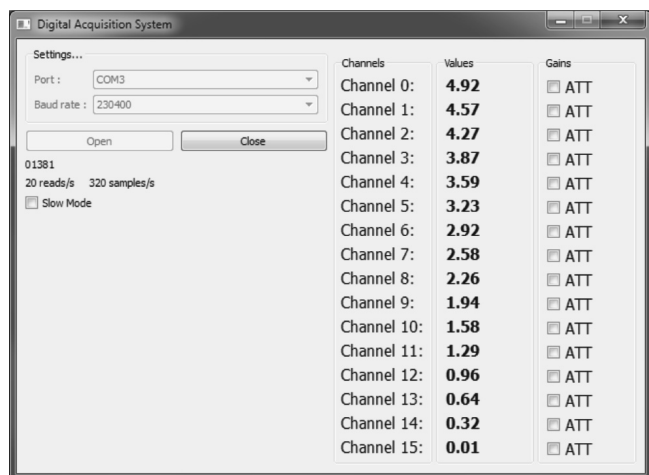 Digital Acquisition System
Settings...
Port :
COM3
Baud rate :
230400
Open
Close
01381
20 reads/s 320 samples/s
Slow Mode
Channels Values Gains
Channel 0: 4.92 ATT
Channel 1: 4.57 ATT
Channel 2: 4.27 ATT
Channel 3: 3.87 ATT
Channel 4: 3.59 ATT
Channel 5: 3.23 ATT
Channel 6: 2.92 ATT
Channel 7: 2.58 ATT
Channel 8: 2.26 ATT
Channel 9: 1.94 ATT
Channel 10: 1.58 ATT
Channel 11: 1.29 ATT
Channel 12: 0.96 ATT
Channel 13: 0.64 ATT
Channel 14: 0.32 ATT
Channel 15: 0.01 ATT